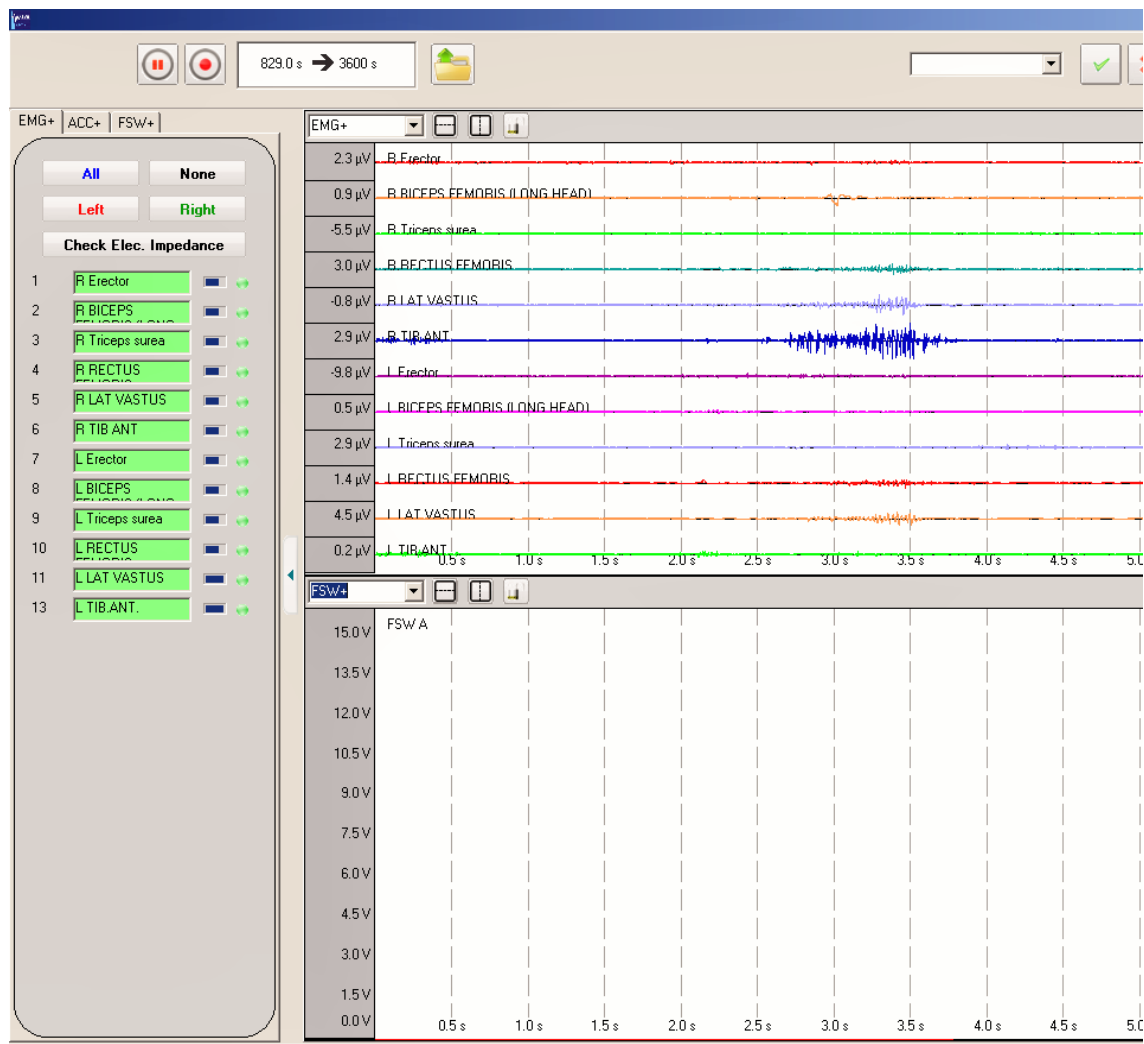 829.0 s → 3600 s
EMG+ ACC+ FSW+
All None
Left Right
Check Elec. Impedance
1 R Erector
2 R BICEPS
3 R Triceps surea
4 R RECTUS
5 R LAT VASTUS
6 R TIB ANT
7 L Erector
8 L BICEPS
9 L Triceps surea
10 L RECTUS
11 L LAT VASTUS
13 L TIB.ANT.
EMG+
2.3 µV R Erector
0.9 µV R BICEPS FEMORIS (LONG HEAD)
-5.5 µV R Triceps surea
3.0 µV R RECTUS FEMORIS
-0.8 µV R LAT VASTUS
2.9 µV R TIB ANT
-9.8 µV L Erector
0.5 µV L BICEPS FEMORIS (LONG HEAD)
2.9 µV L Triceps surea
1.4 µV L RECTUS FEMORIS
4.5 µV L LAT VASTUS
0.2 µV L TIB.ANT.
0.5 s 1.0 s 1.5 s 2.0 s 2.5 s 3.0 s 3.5 s 4.0 s 4.5 s 5.0
FSW+
FSW A
15.0 V
13.5 V
12.0 V
10.5 V
9.0 V
7.5 V
6.0 V
4.5 V
3.0 V
1.5 V
0.0 V
0.5 s 1.0 s 1.5 s 2.0 s 2.5 s 3.0 s 3.5 s 4.0 s 4.5 s 5.0